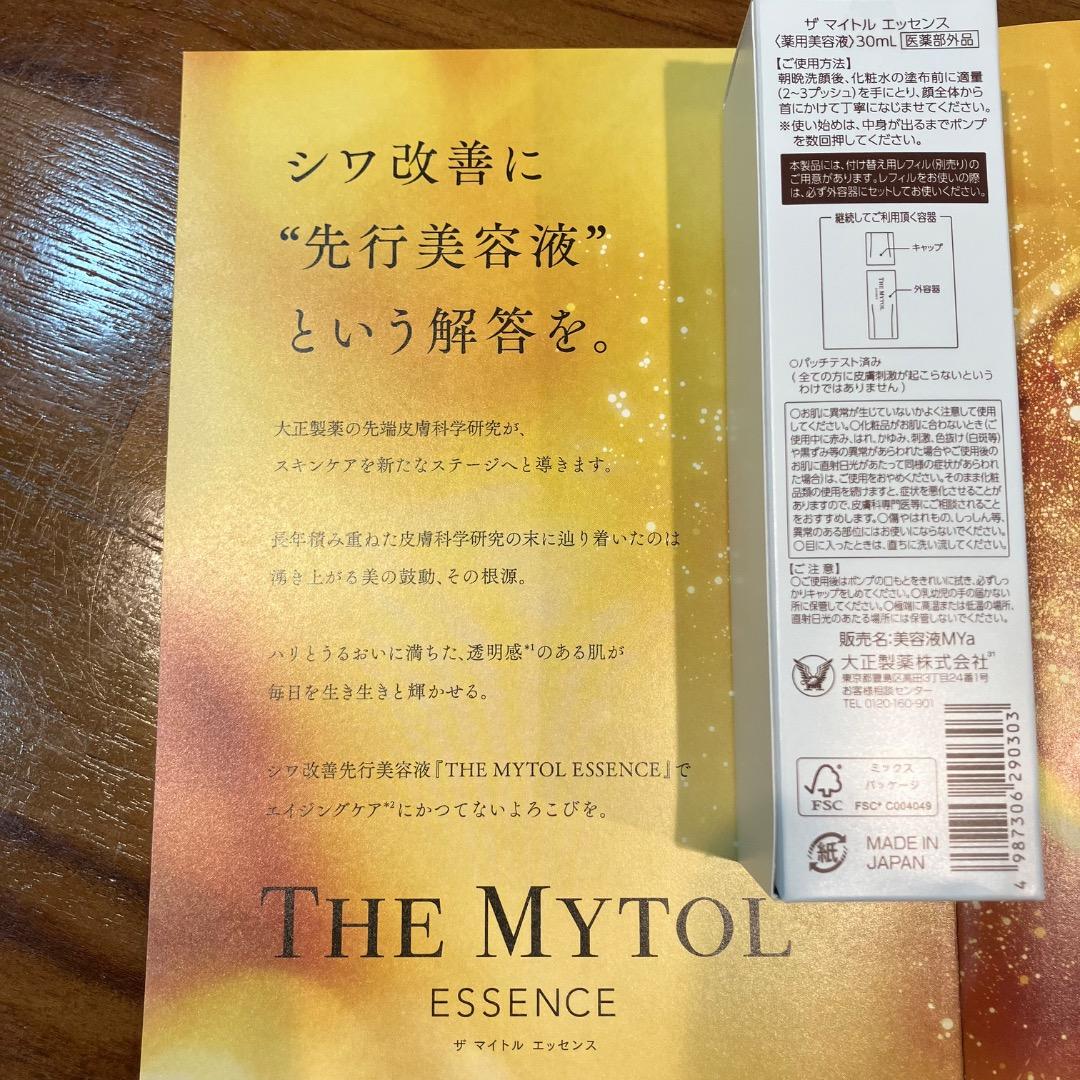 シワ改善に
“先行美容液”
という解答を。
大正製薬の先端皮膚科学研究が、
スキンケアを新たなステージへと導きます。
長年積み重ねた皮膚科学研究の末に辿り着いたのは
湧き上がる美の鼓動、その根源。
ハリとうるおいに満ちた、透明感*1のある肌が
毎日を生き生きと輝かせる。
シワ改善先行美容液『THE MYTOL ESSENCE』で
エイジングケア*2にかつてないよろこびを。
THE MYTOL
ESSENCE
ザ マイトル エッセンス
ザ マイトル エッセンス
〈薬用美容液〉30mL 医薬部外品
【ご使用方法】
朝晩洗顔後、化粧水の塗布前に適量
(2~3プッシュ)を手にとり、顔全体から
首にかけて丁寧になじませてください。
※使い始めは、中身が出るまでポンプ
を数回押してください。
本製品には、付け替え用レフィル(別売り)の
ご用意があります。レフィルをお使いの際
は、必ず外容器にセットしてお使いください。
継続してご利用頂く容器
キャップ
外容器
THE MYTOL
○パッチテスト済み
(全ての方に皮膚刺激が起こらないという
わけではありません)
○お肌に異常が生じていないかよく注意して使用
してください。○化粧品がお肌に合わないとき(ご
使用中に赤み、はれ、かゆみ、刺激、色抜け(白斑等)
や黒ずみ等の異常があらわれた場合やご使用後の
お肌に直射日光があたって同様の症状があらわれ
た場合)は、ご使用をおやめください。そのまま化粧
品類の使用を続けますと、症状を悪化させることが
ありますので、皮膚科専門医等にご相談されること
をおすすめします。○傷やはれもの、しっしん等、
異常のある部位にはお使いにならないでください。
○目に入ったときは、直ちに洗い流してください。
【ご注意】
○ご使用後はポンプの口もとをきれいに拭き、必ずしっ
かりキャップをしめてください。○乳幼児の手の届かない
所に保管してください。○極端に高温または低温の場所、
直射日光のあたる場所には保管しないでください。
販売名:美容液MYa
大正製薬株式会社31
東京都豊島区高田3丁目24番1号
お客様相談センター
TEL 0120-160-901
FSC
ミックス
パッケージ
FSC® C004049
紙
MADE IN
JAPAN
4 987306 290303